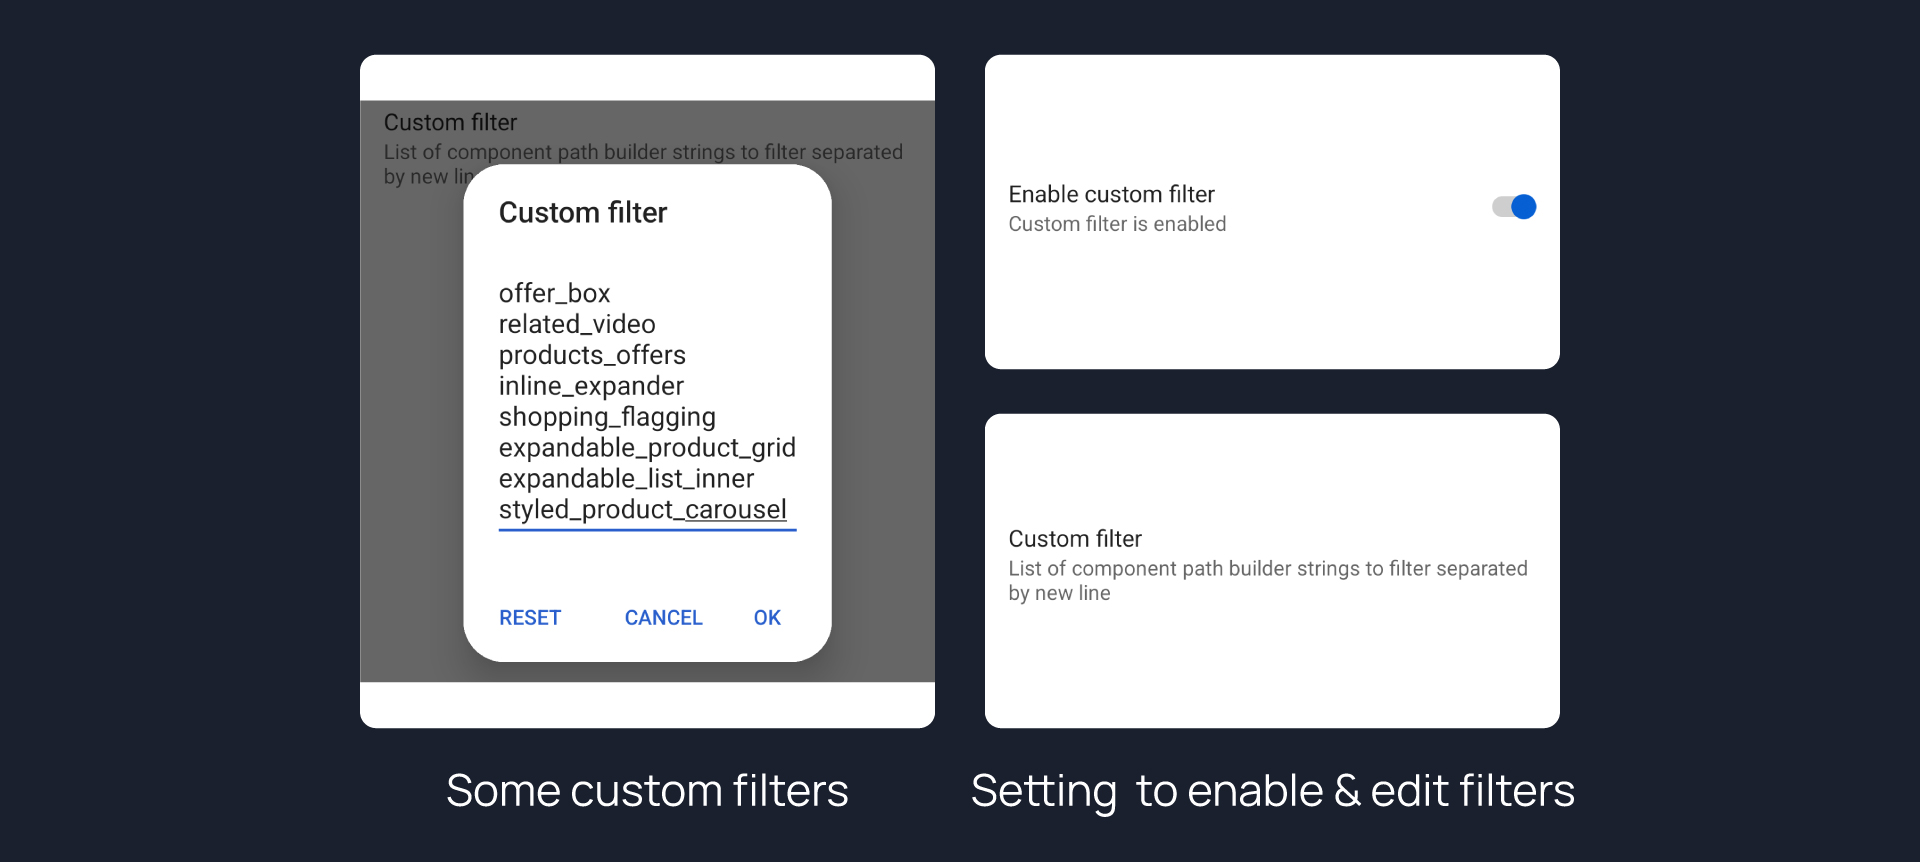 Custom filter
List of component path builder strings to filter separated
by new lin
Custom filter
offer_box
related_video
products_offers
inline_expander
shopping_flagging
expandable_product_grid
expandable_list_inner
styled_product_carousel
RESET CANCEL OK
Some custom filters
Enable custom filter
Custom filter is enabled
Custom filter
List of component path builder strings to filter separated
by new line
Setting to enable & edit filters